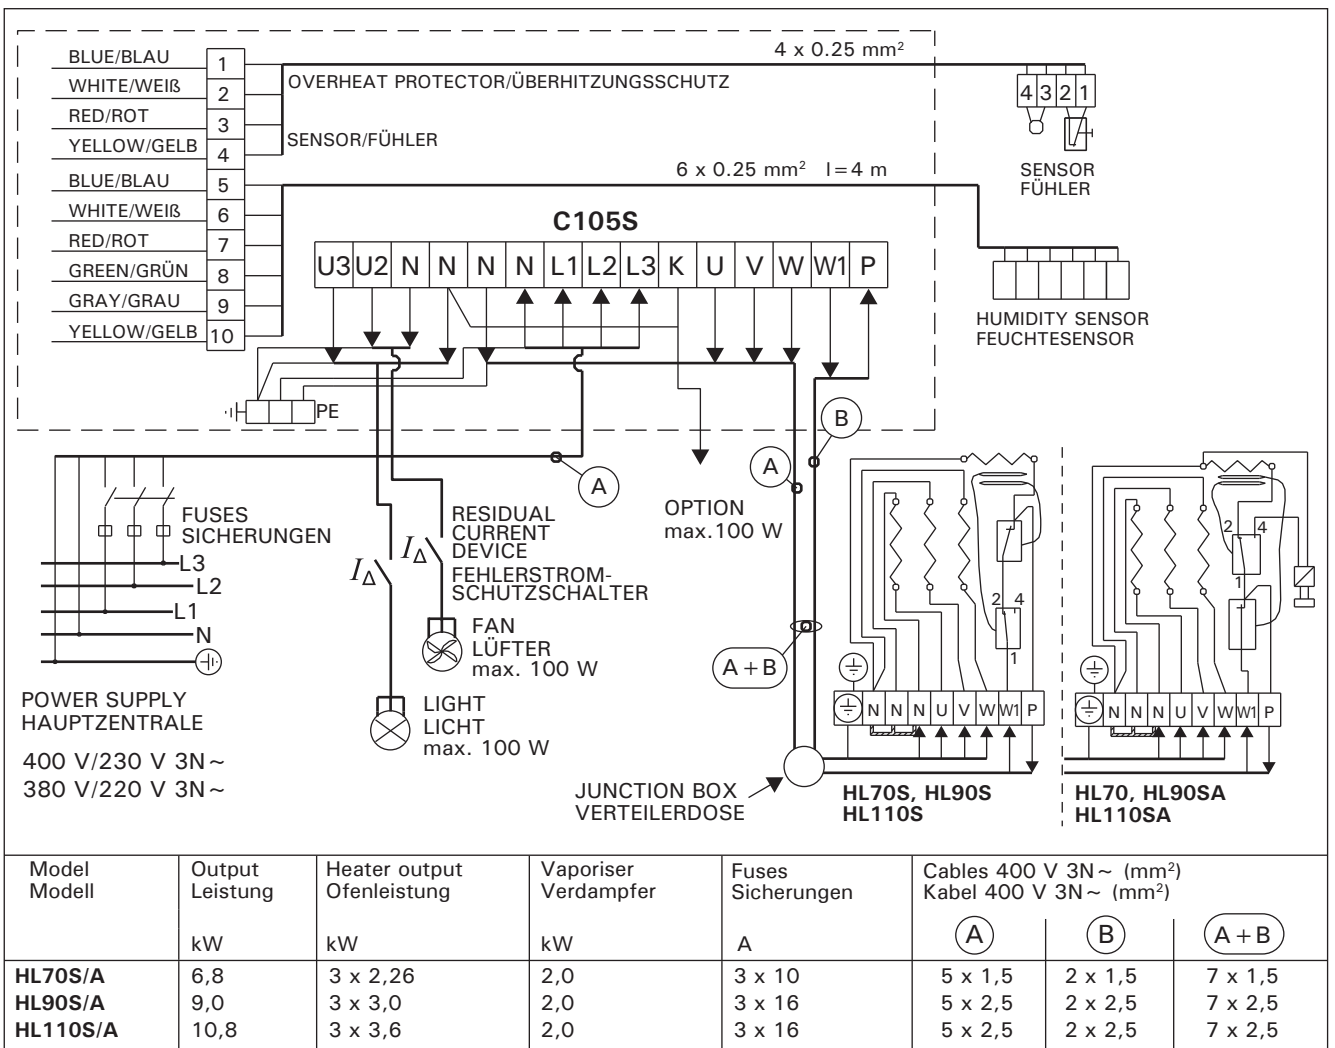 BLUE/BLAU 1
WHITE/WEIß 2
RED/ROT 3
YELLOW/GELB 4
BLUE/BLAU 5
WHITE/WEIß 6
RED/ROT 7
GREEN/GRÜN 8
GRAY/GRAU 9
YELLOW/GELB 10
OVERHEAT PROTECTOR/ÜBERHITZUNGSSCHUTZ
SENSOR/FÜHLER
4 x 0.25 mm²
4 3 2 1
SENSOR
FÜHLER
6 x 0.25 mm² l=4 m
HUMIDITY SENSOR
FEUCHTESENSOR
C105S
U3 U2 N N N N L1 L2 L3 K U V W W1 P
PE
A
B
A
OPTION
max.100 W
FUSES
SICHERUNGEN
L3
L2
L1
N
POWER SUPPLY
HAUPTZENTRALE
400 V/230 V 3N~
380 V/220 V 3N~
IΔ
IΔ
RESIDUAL
CURRENT
DEVICE
FEHLERSTROM-
SCHUTZSCHALTER
FAN
LÜFTER
max. 100 W
LIGHT
LICHT
max. 100 W
A+B
JUNCTION BOX
VERTEILERDOSE
2 4
1
N N N U V W W1 P
HL70S, HL90S
HL110S
2 4
1
N N N U V W W1 P
HL70, HL90SA
HL110SA
Model
Modell
Output
Leistung
kW
Heater output
Ofenleistung
kW
Vaporiser
Verdampfer
kW
Fuses
Sicherungen
A
Cables 400 V 3N~ (mm²)
Kabel 400 V 3N~ (mm²)
A B A+B
HL70S/A 6,8 3 x 2,26 2,0 3 x 10 5 x 1,5 2 x 1,5 7 x 1,5
HL90S/A 9,0 3 x 3,0 2,0 3 x 16 5 x 2,5 2 x 2,5 7 x 2,5
HL110S/A 10,8 3 x 3,6 2,0 3 x 16 5 x 2,5 2 x 2,5 7 x 2,5